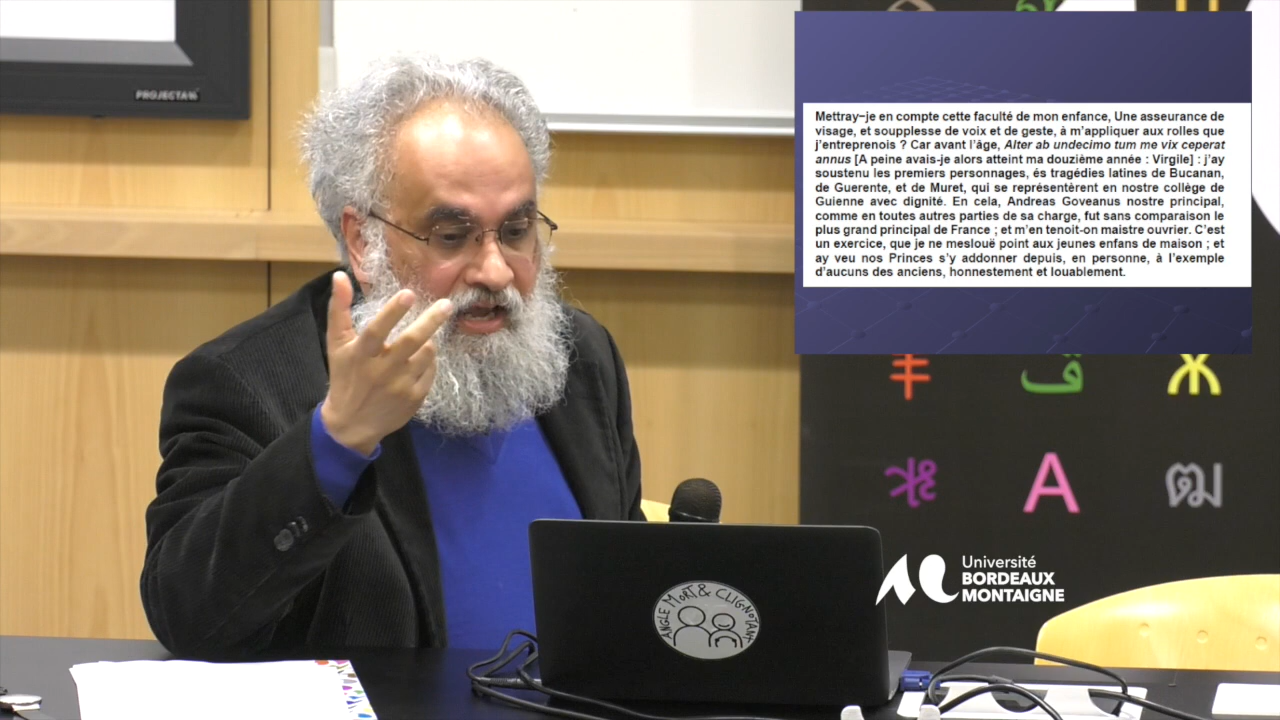 PROJECTA
Mettray-je en compte cette faculté de mon enfance, Une asseurance de
visage, et soupplesse de voix et de geste, à m'appliquer aux rolles que
j'entreprenois ? Car avant l'âge, Alter ab undecimo tum me vix ceperat
annus [A peine avais-je alors atteint ma douzième année : Virgile] : j'ay
soustenu les premiers personnages, és tragédies latines de Bucanan,
de Guerente, et de Muret, qui se représentèrent en nostre collège de
Guienne avec dignité. En cela, Andreas Goveanus nostre principal,
comme en toutes autres parties de sa charge, fut sans comparaison le
plus grand principal de France ; et m'en tenoit-on maistre ouvrier. C'est
un exercice, que je ne meslouë point aux jeunes enfans de maison ; et
ay veu nos Princes s'y addonner depuis, en personne, à l'exemple
d'aucuns des anciens, honnestement et louablement.
ف Ж
A ฒ
Université
BORDEAUX
MONTAIGNE
ANGLE MORT & CLIGNOTANT